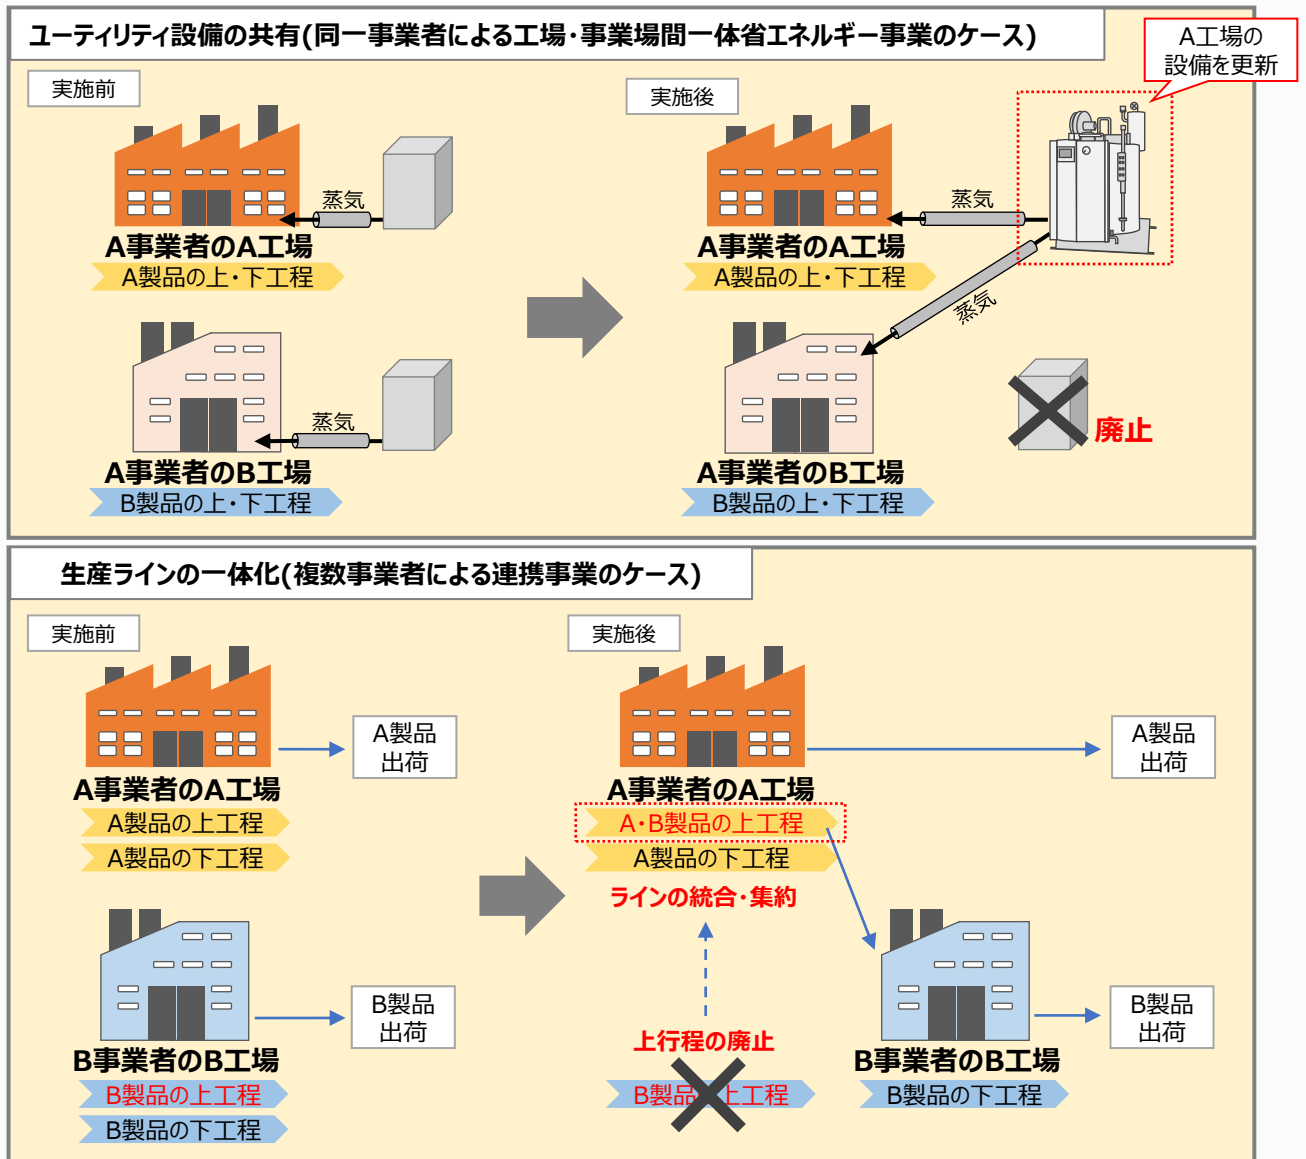 ユーティリティ設備の共有(同一事業者による工場・事業場間一体省エネルギー事業のケース)
A工場の
設備を更新
実施前
実施後
蒸気
蒸気
A事業者のA工場
A製品の上・下工程
A事業者のA工場
A製品の上・下工程
蒸気
蒸気
廃止
A事業者のB工場
B製品の上・下工程
A事業者のB工場
B製品の上・下工程
生産ラインの一体化(複数事業者による連携事業のケース)
実施前
実施後
A製品
出荷
A製品
出荷
A事業者のA工場
A製品の上工程
A製品の下工程
A事業者のA工場
A・B製品の上工程
A製品の下工程
ラインの統合・集約
B製品
出荷
B製品
出荷
上行程の廃止
B事業者のB工場
B製品の上工程
B製品の下工程
B製品の上工程
B事業者のB工場
B製品の下工程